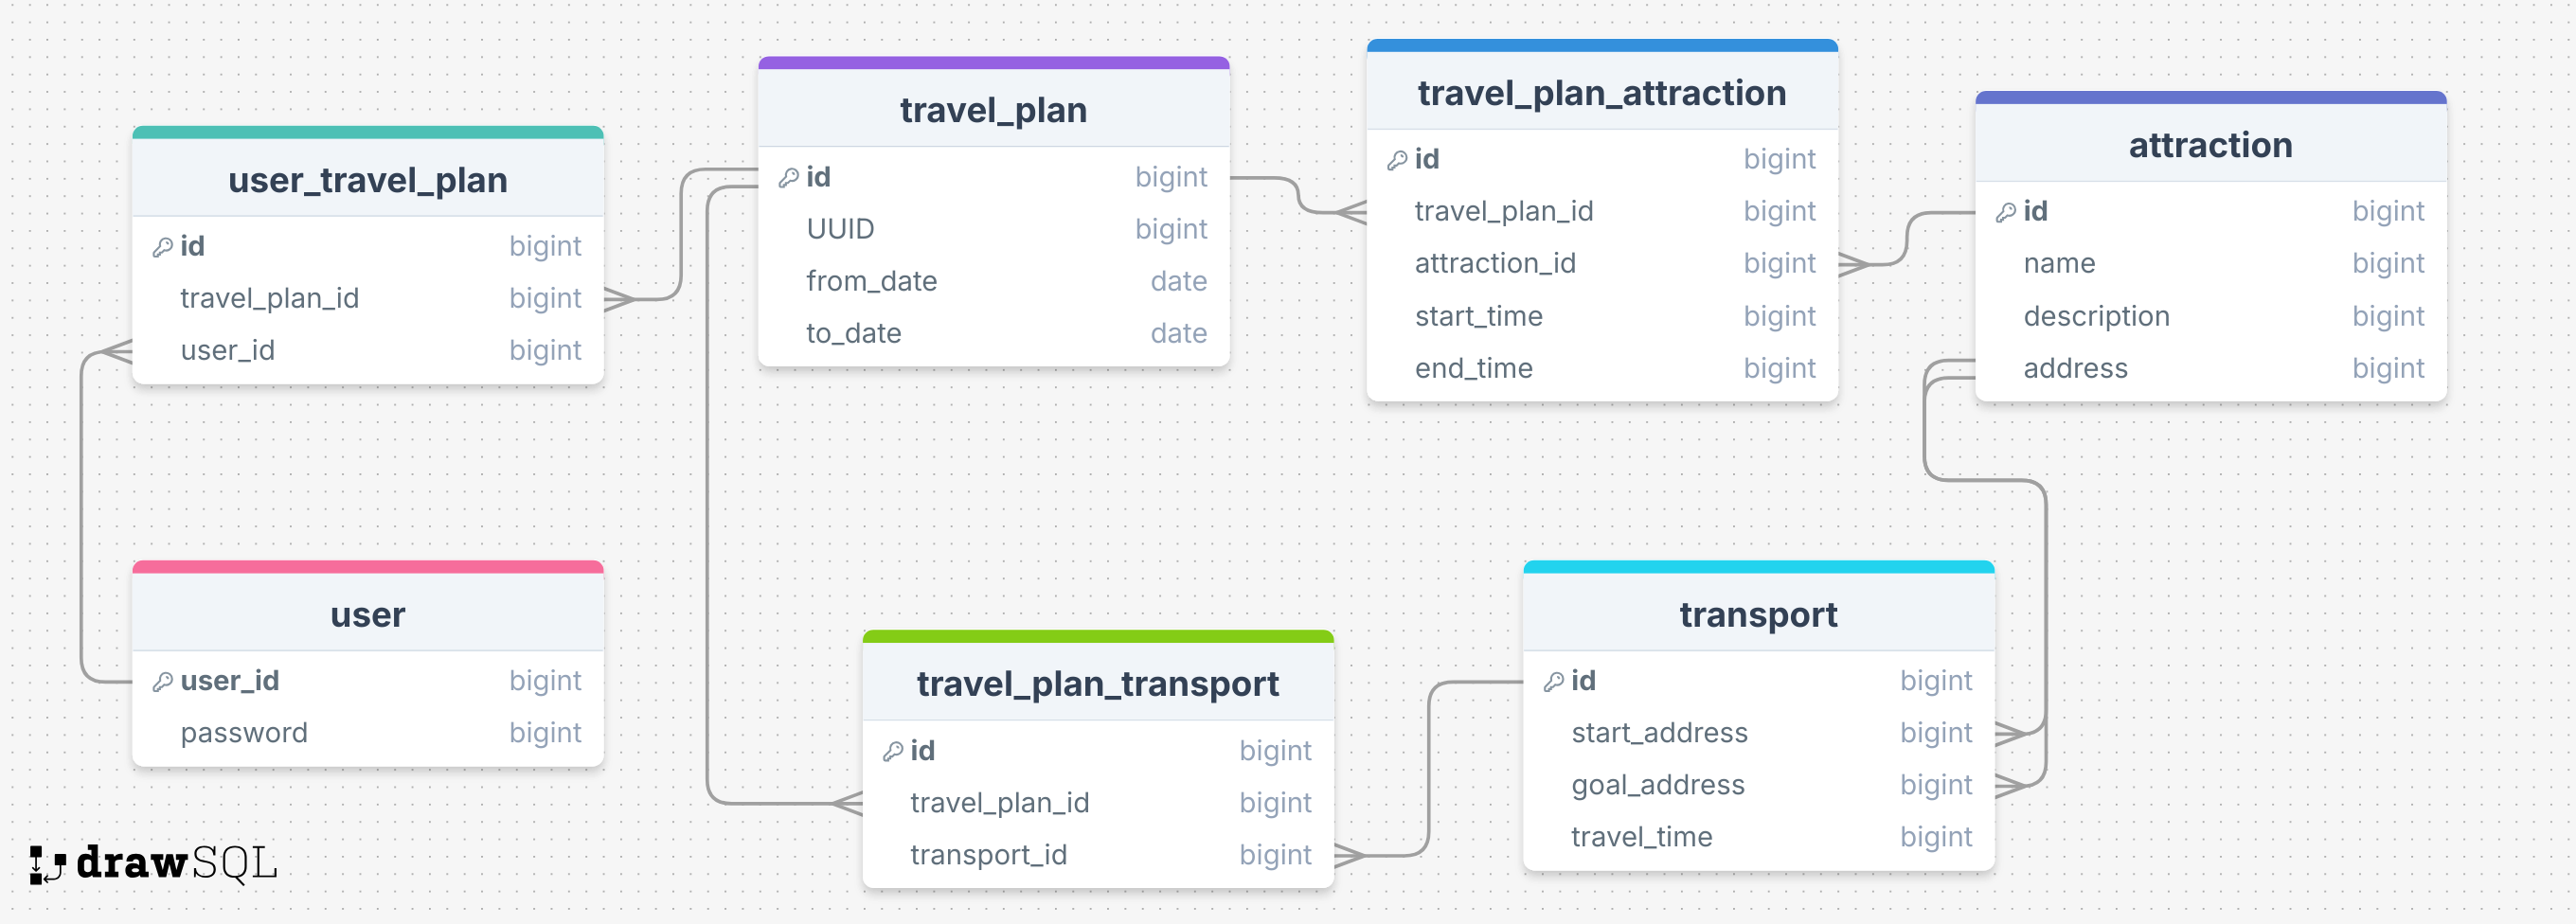 user_travel_plan
id bigint
travel_plan_id bigint
user_id bigint
travel_plan
id bigint
UUID bigint
from_date date
to_date date
travel_plan_attraction
id bigint
travel_plan_id bigint
attraction_id bigint
start_time bigint
end_time bigint
attraction
id bigint
name bigint
description bigint
address bigint
user
user_id bigint
password bigint
travel_plan_transport
id bigint
travel_plan_id bigint
transport_id bigint
transport
id bigint
start_address bigint
goal_address bigint
travel_time bigint
drawSQL